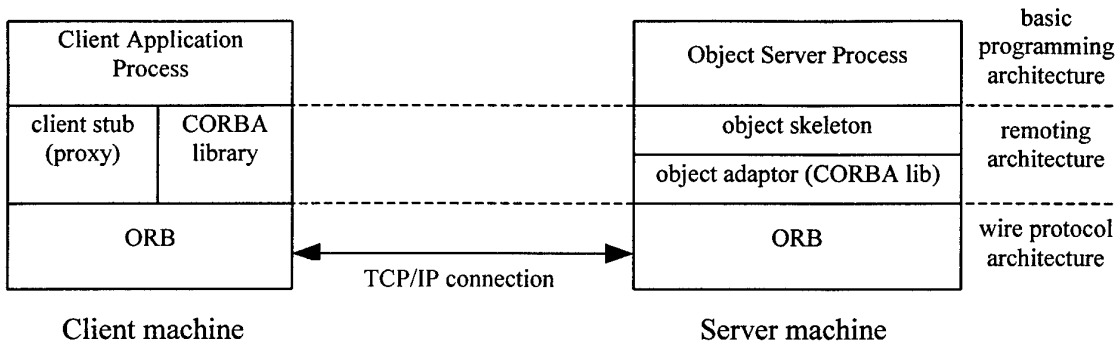 Client Application
Process
Object Server Process
basic
programming
architecture
client stub
(proxy)
CORBA
library
object skeleton
object adaptor (CORBA lib)
remoting
architecture
ORB
TCP/IP connection
ORB
wire protocol
architecture
Client machine
Server machine